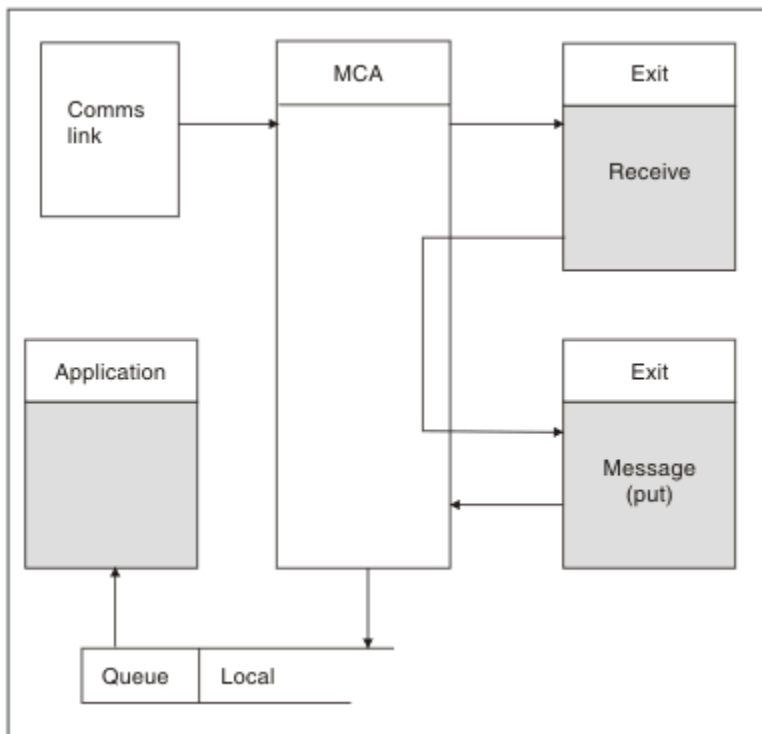 Comms
link
MCA
Exit
Receive
Application
Exit
Message
(put)
Queue
Local